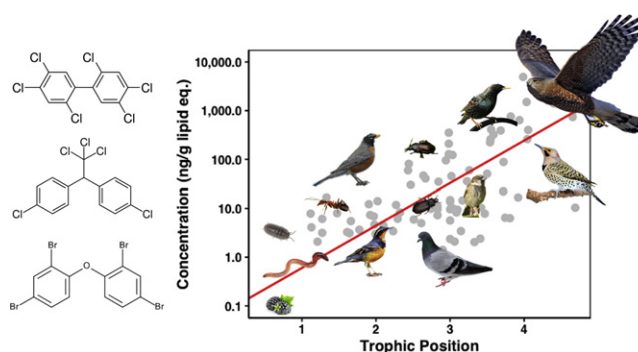 Cl
Cl
Cl
Cl
Cl
Cl
Cl
Cl
Cl
Cl
Cl
Br
Br
O
Br
Br
Concentration (ng/g lipid eq.)
10,000.0
1,000.0
100.0
10.0
1.0
0.1
1 2 3 4
Trophic Position